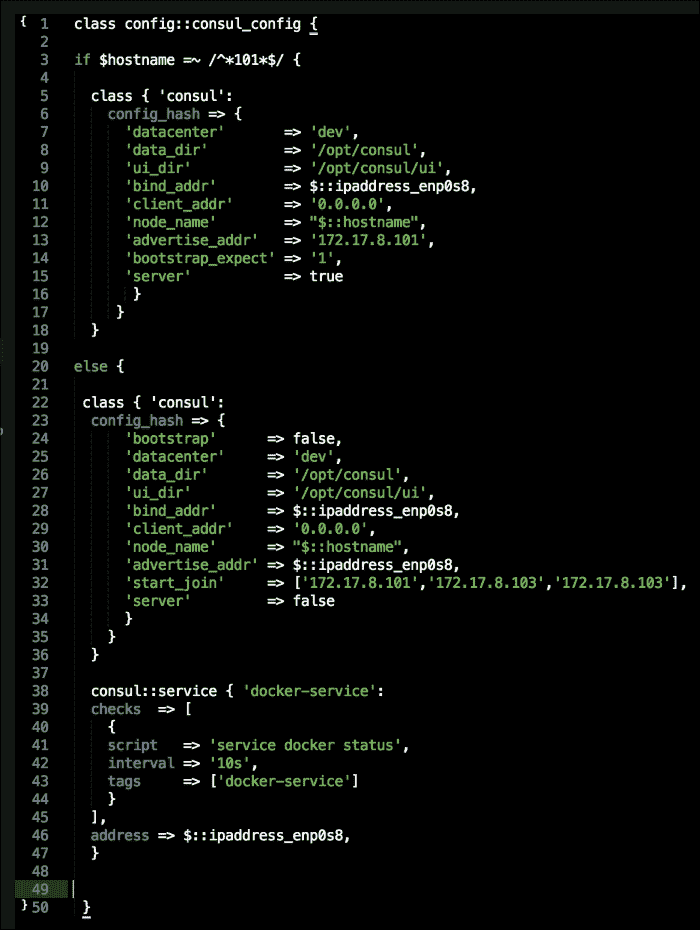 { 1 class config::consul_config {
2
3 if $hostname =~ /^*101*$/ {
4
5 class { 'consul':
6 config_hash => {
7 'datacenter' => 'dev',
8 'data_dir' => '/opt/consul',
9 'ui_dir' => '/opt/consul/ui',
10 'bind_addr' => $::ipaddress_enp0s8,
11 'client_addr' => '0.0.0.0',
12 'node_name' => "$::hostname",
13 'advertise_addr' => '172.17.8.101',
14 'bootstrap_expect' => '1',
15 'server' => true
16 }
17 }
18 }
19
20 else {
21
22 class { 'consul':
23 config_hash => {
24 'bootstrap' => false,
25 'datacenter' => 'dev',
26 'data_dir' => '/opt/consul',
27 'ui_dir' => '/opt/consul/ui',
28 'bind_addr' => $::ipaddress_enp0s8,
29 'client_addr' => '0.0.0.0',
30 'node_name' => "$::hostname",
31 'advertise_addr' => $::ipaddress_enp0s8,
32 'start_join' => ['172.17.8.101','172.17.8.103','172.17.8.103'],
33 'server' => false
34 }
35 }
36 }
37
38 consul::service { 'docker-service':
39 checks => [
40 {
41 script => 'service docker status',
42 interval => '10s',
43 tags => ['docker-service']
44 }
45 ],
46 address => $::ipaddress_enp0s8,
47 }
48
49
} 50 }